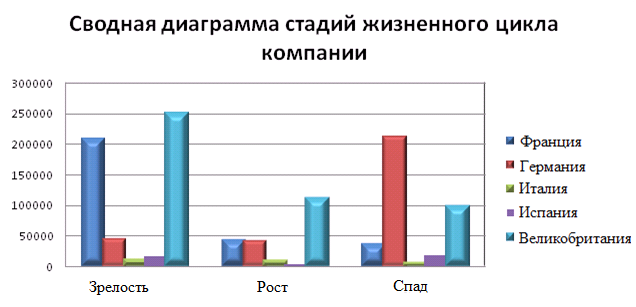 Сводная диаграмма стадий жизненного цикла
компании
300000
250000
200000
150000
100000
50000
0
Зрелость Рост Спад
Франция
Германия
Италия
Испания
Великобритания